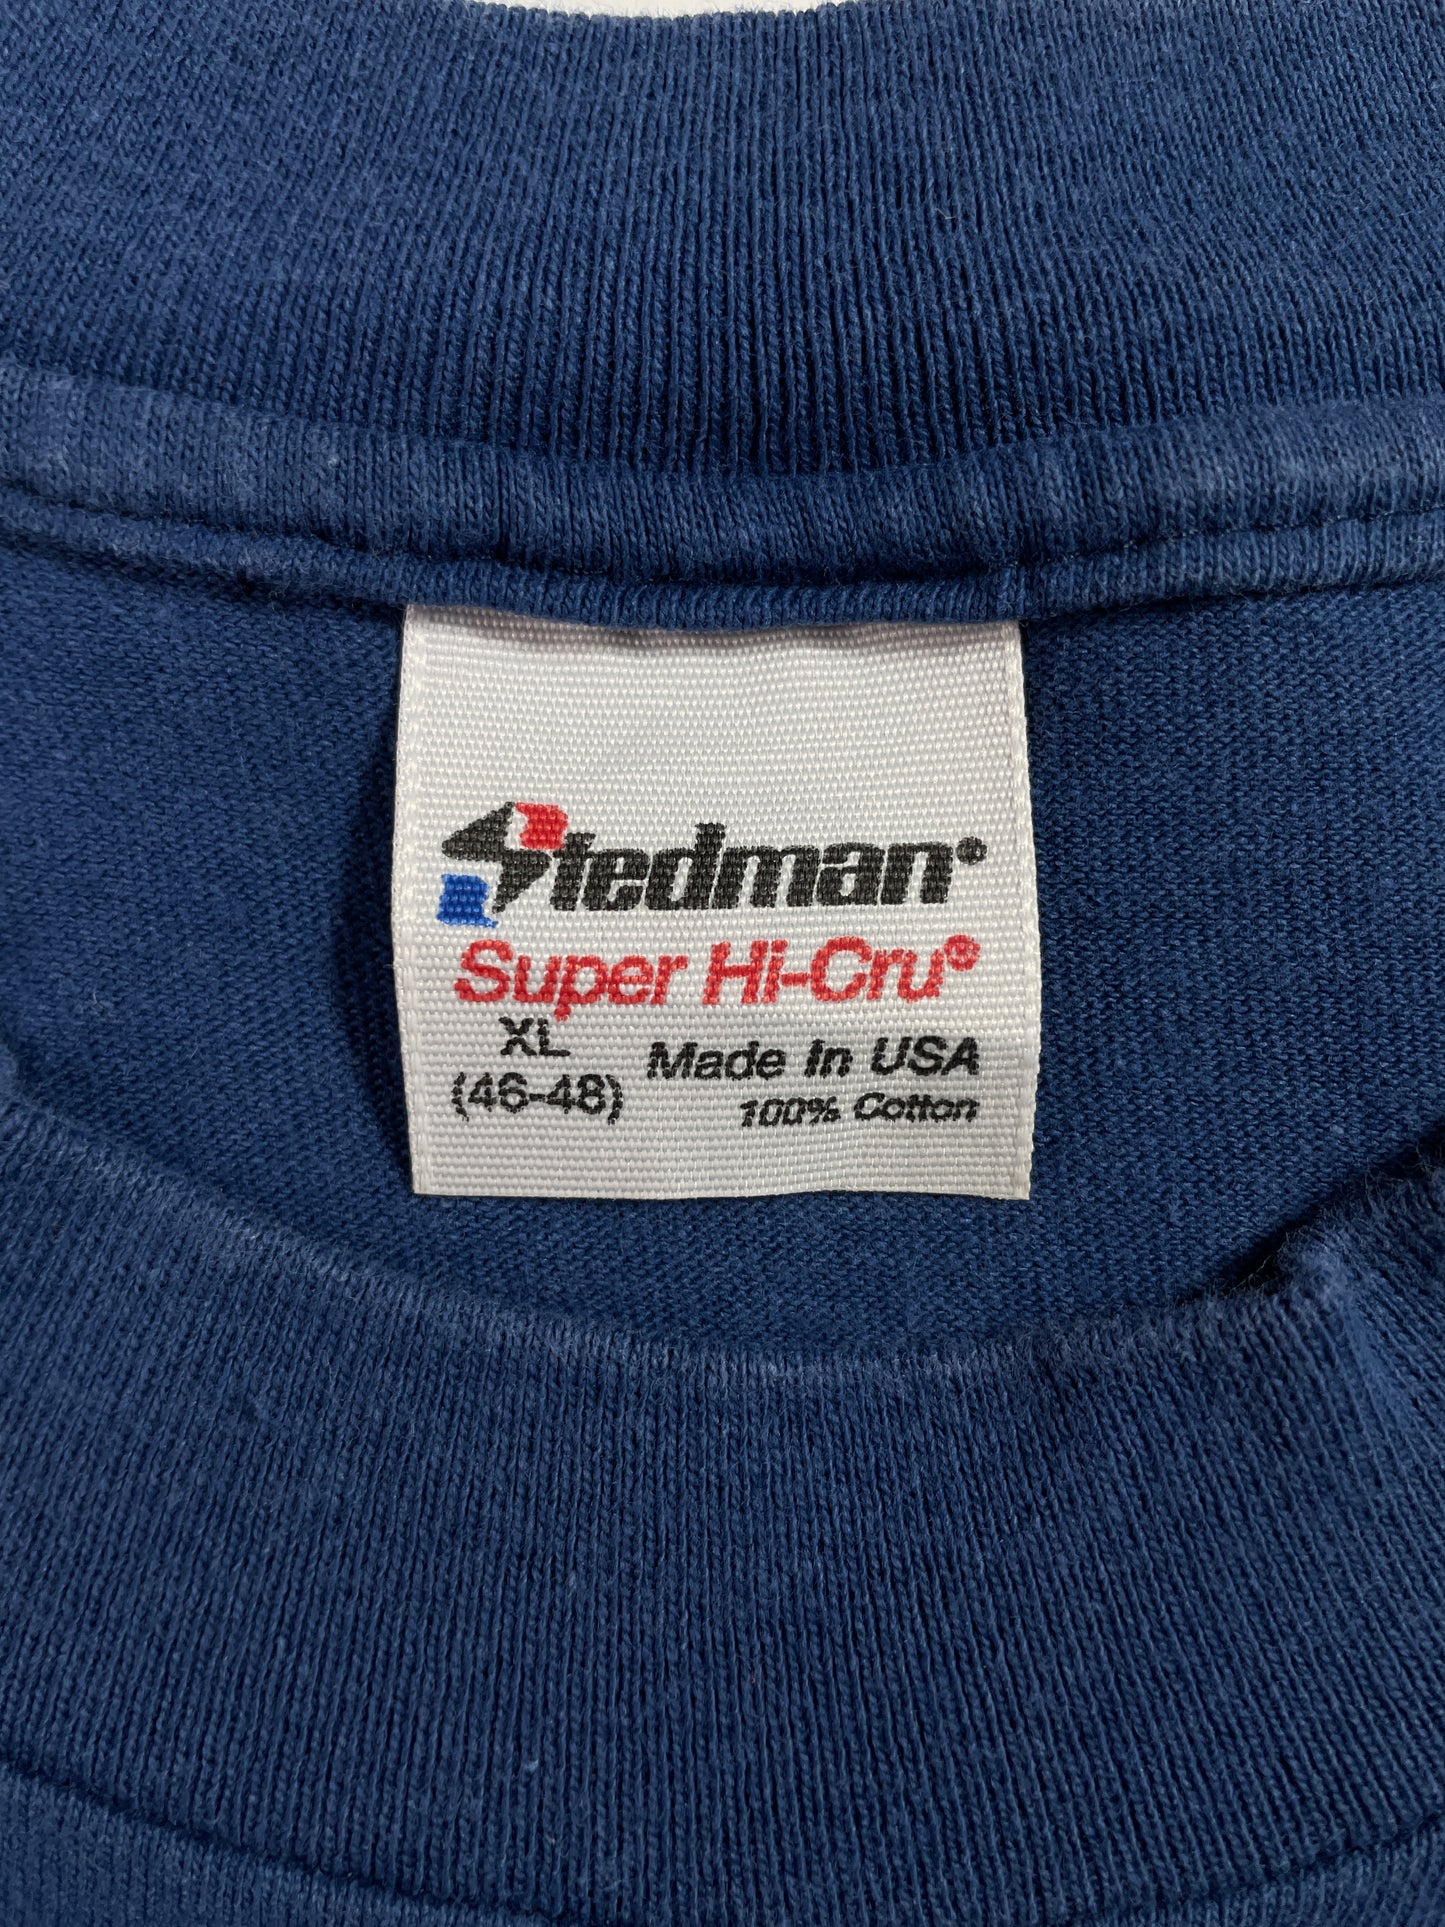 Stedman®
Super Hi-Cru®
XL
(46-48)
Made In USA
100% Cotton